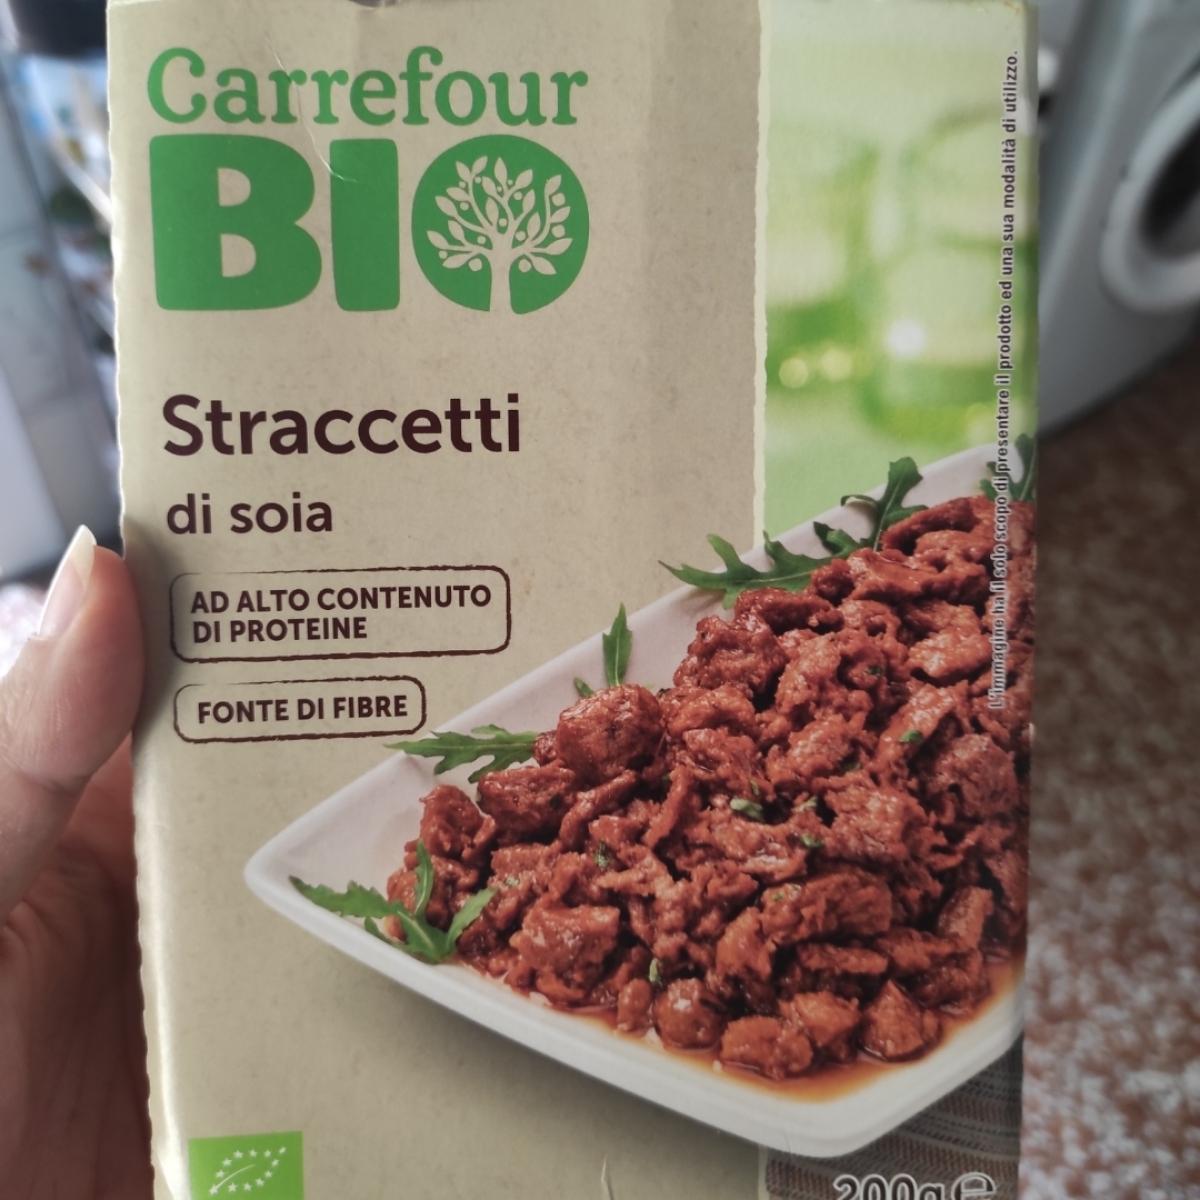 Carrefour
BIO
Straccetti
di soia
AD ALTO CONTENUTO
DI PROTEINE
FONTE DI FIBRE
L'immagine ha il solo scopo di presentare il prodotto ed una sua modalità di utilizzo.
200g e